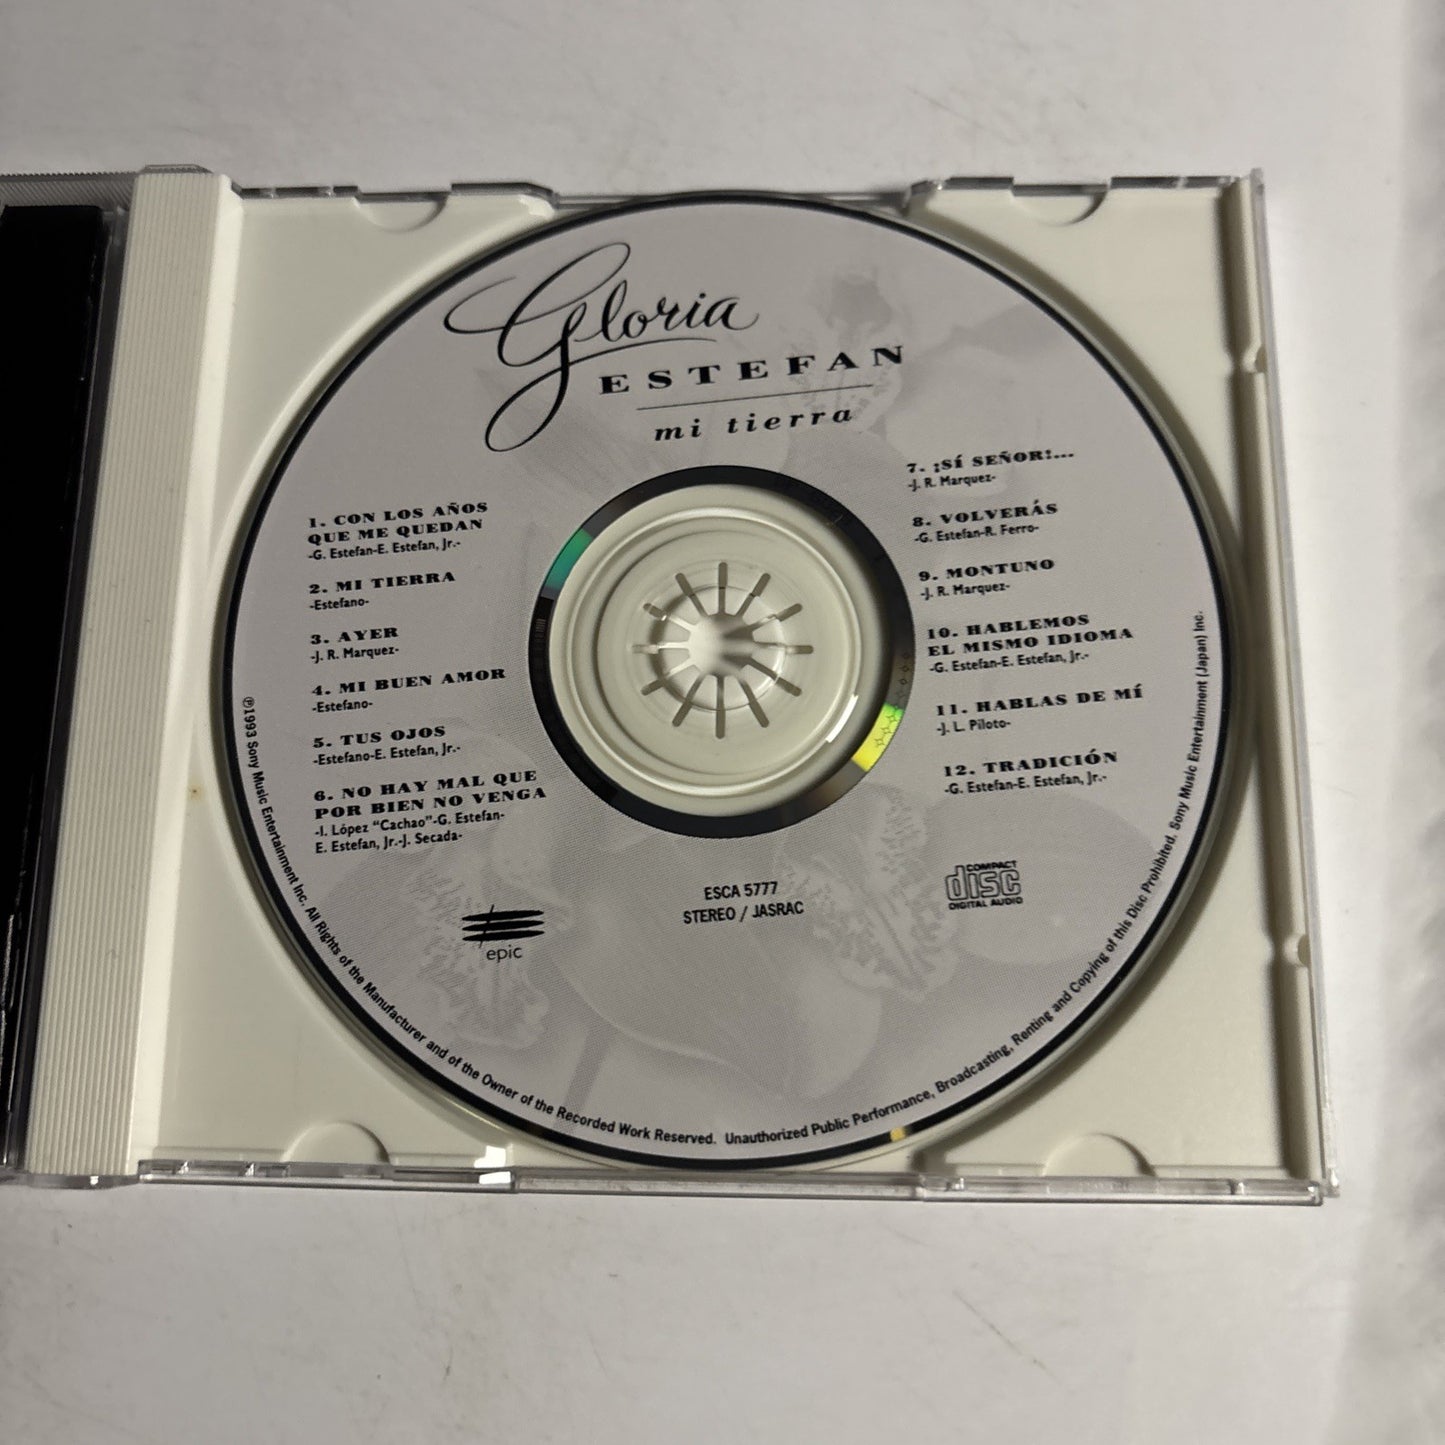 Gloria
ESTEFAN
mi tierra
1. CON LOS AÑOS
QUE ME QUEDAN
-G. Estefan-E. Estefan, Jr.-
2. MI TIERRA
-Estefano-
3. AYER
-J. R. Marquez-
4. MI BUEN AMOR
-Estefano-
5. TUS OJOS
-Estefano-E. Estefan, Jr.-
6. NO HAY MAL QUE
POR BIEN NO VENGA
-I. López "Cachao"-G. Estefan-
E. Estefan, Jr.-J. Secada-
7. ¡SÍ SEÑOR!...
-J. R. Marquez-
8. VOLVERÁS
-G. Estefan-R. Ferro-
9. MONTUNO
-J. R. Marquez-
10. HABLEMOS
EL MISMO IDIOMA
-G. Estefan-E. Estefan, Jr.-
11. HABLAS DE MÍ
-J. L. Piloto-
12. TRADICIÓN
-G. Estefan-E. Estefan, Jr.-
epic
ESCA 5777
STEREO / JASRAC
COMPACT
disc
DIGITAL AUDIO
℗1993 Sony Music Entertainment Inc. All Rights of the Manufacturer and of the Owner of the Recorded Work Reserved. Unauthorized Public Performance, Broadcasting, Renting and Copying of this Disc Prohibited. Sony Music Entertainment (Japan) Inc.